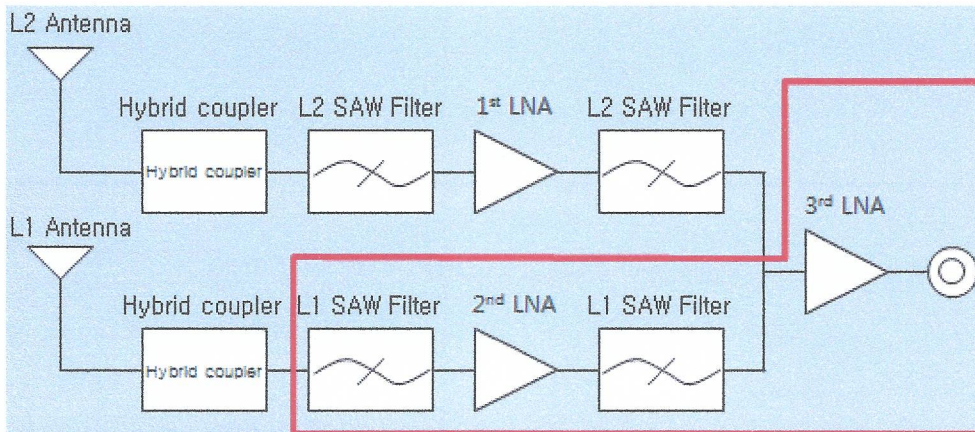 L2 Antenna
Hybrid coupler L2 SAW Filter 1st LNA L2 SAW Filter
Hybrid coupler
3rd LNA
L1 Antenna
Hybrid coupler L1 SAW Filter 2nd LNA L1 SAW Filter
Hybrid coupler